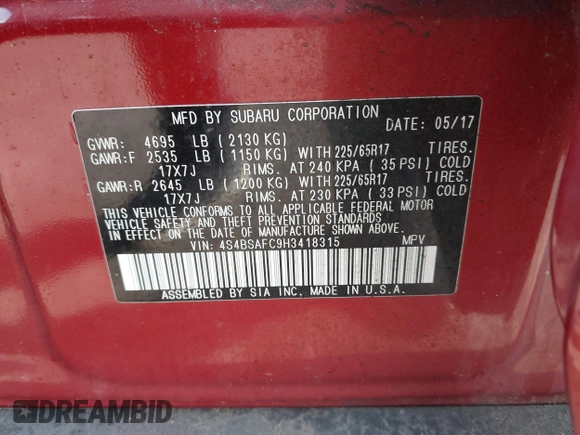 MFD BY SUBARU CORPORATION
DATE: 05/17
GVWR: 4695 LB (2130 KG)
GAWR:F 2535 LB (1150 KG) WITH 225/65R17 TIRES.
17X7J RIMS. AT 240 KPA (35 PSI) COLD
GAWR:R 2645 LB (1200 KG) WITH 225/65R17 TIRES.
17X7J RIMS. AT 230 KPA (33 PSI) COLD
THIS VEHICLE CONFORMS TO ALL APPLICABLE FEDERAL MOTOR
VEHICLE SAFETY AND THEFT PREVENTION STANDARDS
IN EFFECT ON THE DATE OF MANUFACTURE SHOWN ABOVE.
VIN: 4S4BSAFC9H3418315 MPV
ASSEMBLED BY SIA INC. MADE IN U.S.A.
DREAMBID